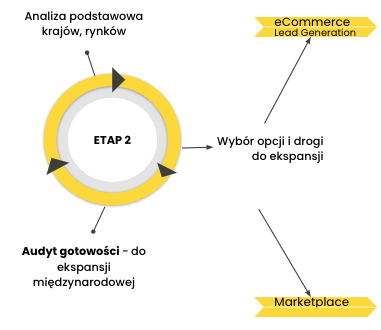 Analiza podstawowa
krajów, rynków
eCommerce
Lead Generation
ETAP 2
Wybór opcji i drogi
do ekspansji
Audyt gotowości - do
ekspansji
międzynarodowej
Marketplace